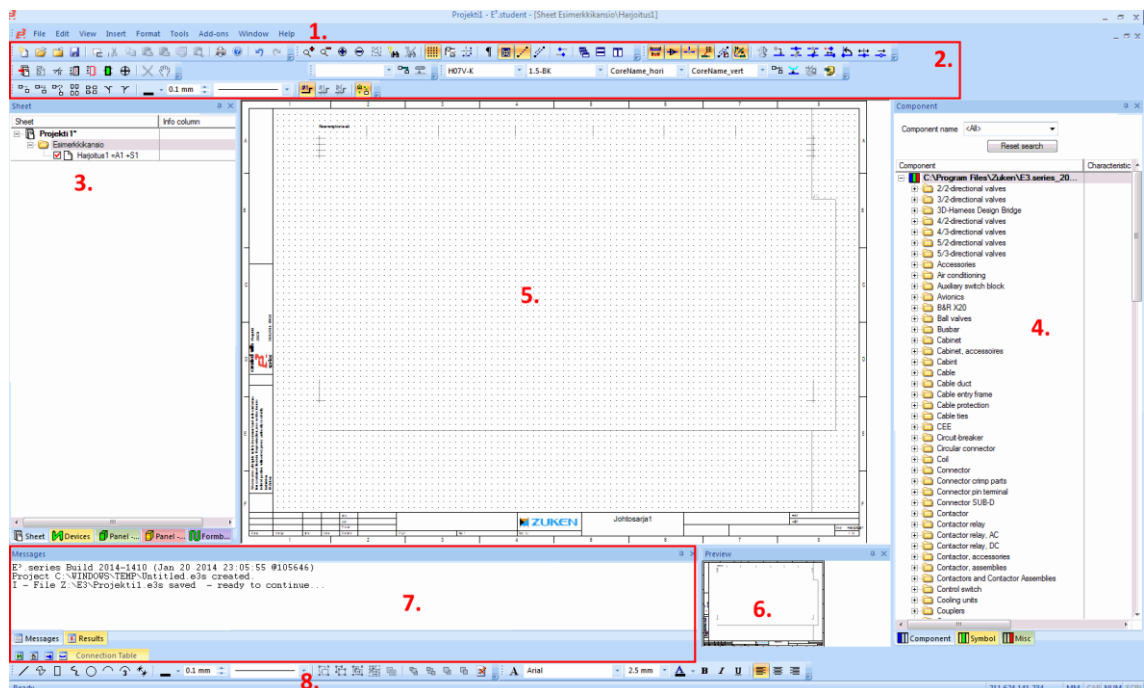 Projekti1 - E³.student - [Sheet Esimerkkikansio\Harjoitus1]
1.
File Edit View Insert Format Tools Add-ons Window Help
2.
H07V-K 1.5-BK CoreName_hori CoreName_vert
0.1 mm
Sheet
Sheet Info column
Projekti 1*
Esimerkkikansio
Harjoitus1 =A1 +S1
3.
5.
ZUKEN
Johtosarja1
Sheet Devices Panel -... Panel -... Formb...
Component
Component name <All>
Reset search
Component Characteristic
C:\Program Files\Zuken\E3.series_20...
2/2-directional valves
3/2-directional valves
3D-Harness Design Bridge
4/2-directional valves
4/3-directional valves
5/2-directional valves
5/3-directional valves
Accessories
Air conditioning
Auxiliary switch block
Avionics
B&R X20
Ball valves
Busbar
4.
Cabinet
Cabinet, accessoires
Cabint
Cable
Cable duct
Cable entry frame
Cable protection
Cable ties
CEE
Circuit-breaker
Circular connector
Coil
Connector
Connector crimp parts
Connector pin terminal
Connector SUB-D
Contactor
Contactor relay
Contactor relay, AC
Contactor relay, DC
Contactor, accessories
Contactor, assemblies
Contactors and Contactor Assemblies
Control switch
Cooling units
Couplers
Component Symbol Misc
Messages
E³.series Build 2014-1410 (Jan 20 2014 23:05:55 @105646)
Project C:\WINDOWS\TEMP\Untitled.e3s created.
I - File Z:\E3\Projekti1.e3s saved - ready to continue...
7.
Messages Results
Connection Table
Preview
6.
0.1 mm
8.
A Arial 2.5 mm A B I U
Ready
MM CAP NUM SCRL